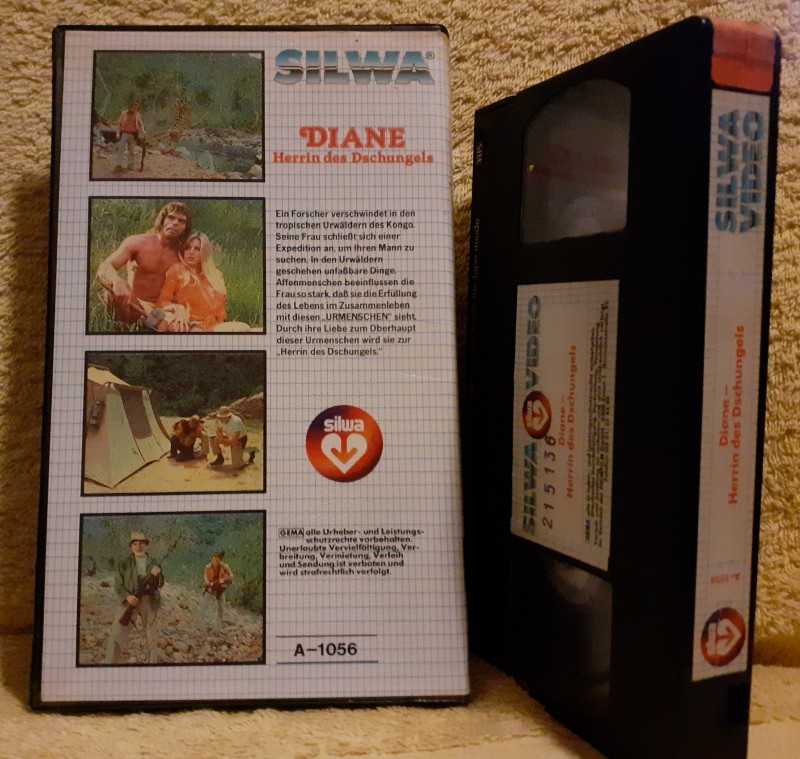 SILWA®
DIANE
Herrin des Dschungels
Ein Forscher verschwindet in den
tropischen Urwäldern des Kongo.
Seine Frau schließt sich einer
Expedition an, um Ihren Mann zu
suchen. In den Urwäldern
geschehen unfaßbare Dinge.
Affenmenschen beeinflussen die
Frau so stark, daß sie die Erfüllung
des Lebens im Zusammenleben
mit diesen „URMENSCHEN" sieht.
Durch ihre Liebe zum Oberhaupt
dieser Urmenschen wird sie zur
„Herrin des Dschungels."
silwa
GEMA alle Urheber- und Leistungs-
schutzrechte vorbehalten.
Unerlaubte Vervielfältigung, Ver-
breitung, Vermietung, Verleih
und Sendung ist verboten und
wird strafrechtlich verfolgt.
A-1056
VHS
SILWA VIDEO
Diane –
Herrin des Dschungels
215136
GEMA
SILWA
VIDEO
Diane –
Herrin des Dschungels
A-1056
silwa